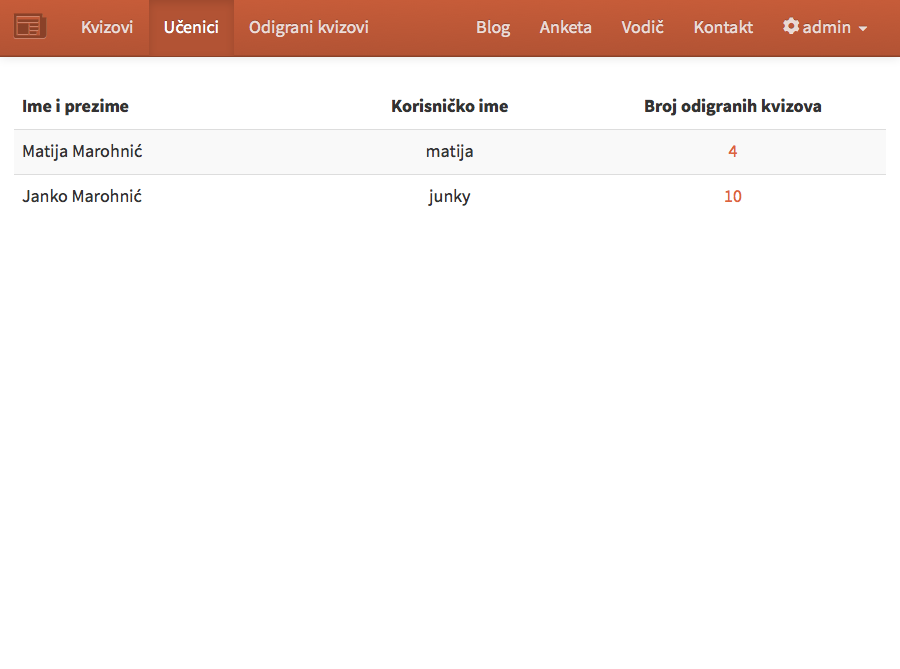 Kvizovi Učenici Odigrani kvizovi Blog Anketa Vodič Kontakt admin
Ime i prezime Korisničko ime Broj odigranih kvizova
Matija Marohnić matija 4
Janko Marohnić junky 10